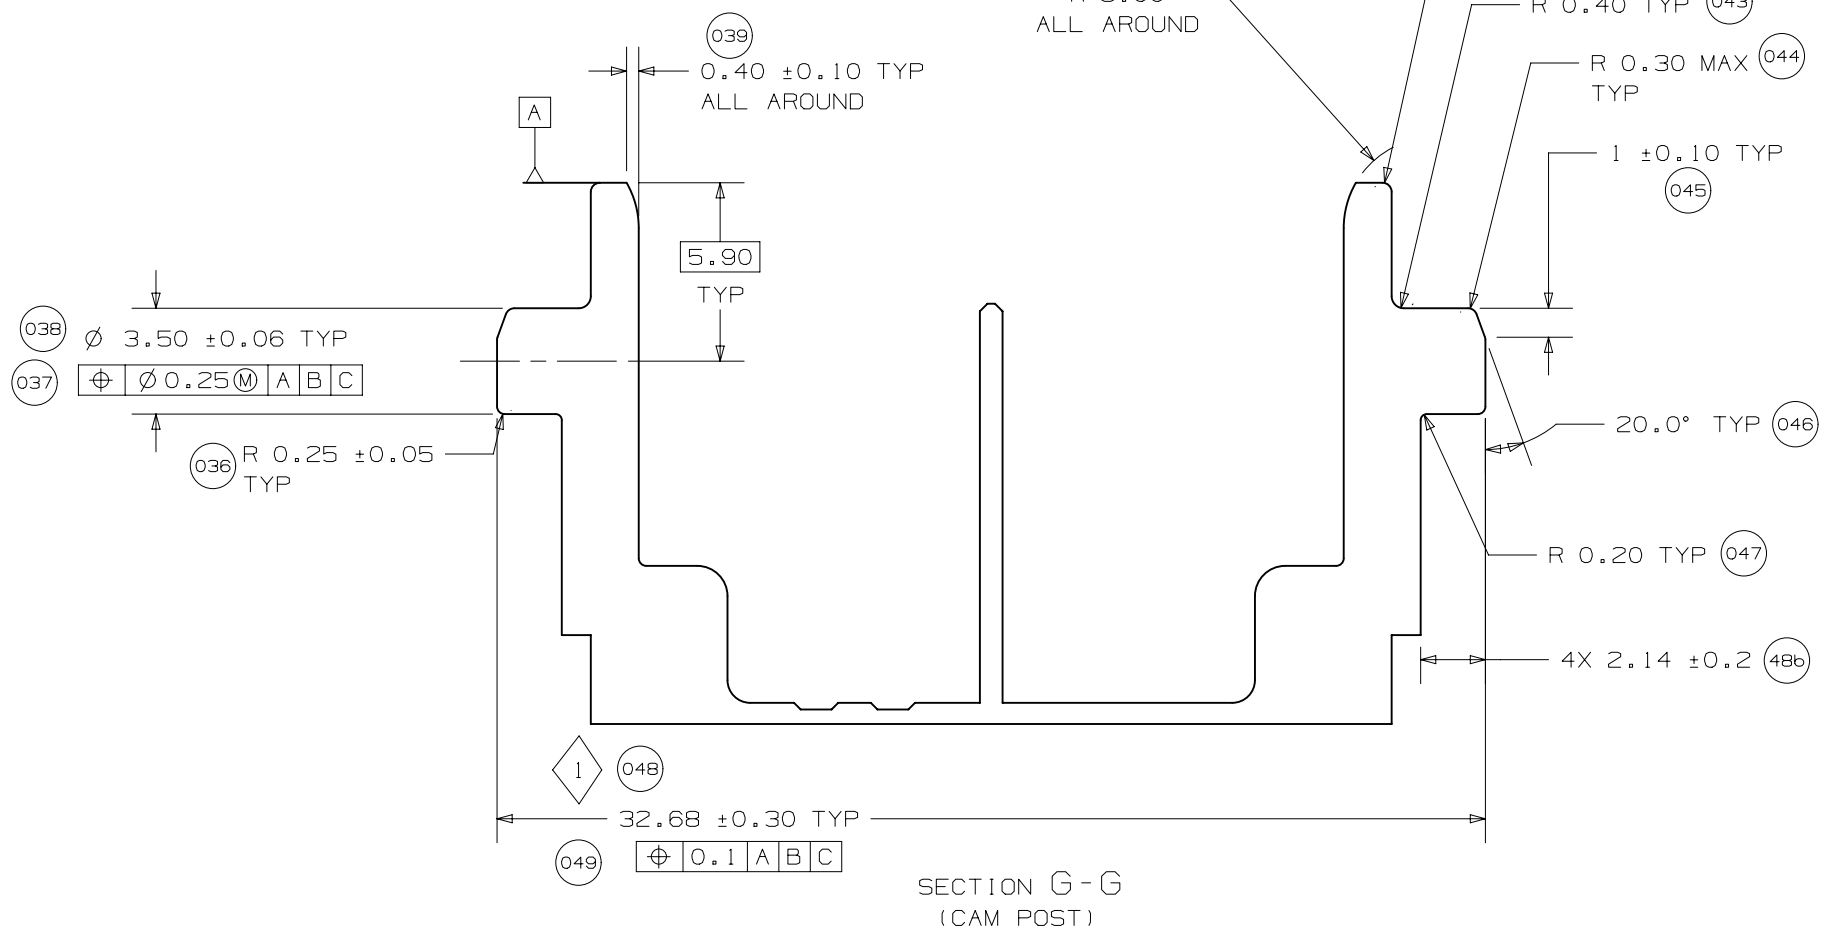 ALL AROUND
R 0.40 TYP 043
039
0.40 ±0.10 TYP
ALL AROUND
R 0.30 MAX 044
TYP
A
1 ±0.10 TYP
045
5.90
TYP
038 Ø 3.50 ±0.06 TYP
037 ⌖ Ø 0.25 Ⓜ A B C
036 R 0.25 ±0.05
TYP
20.0° TYP 046
R 0.20 TYP 047
4X 2.14 ±0.2 48b
1 048
32.68 ±0.30 TYP
049 ⌖ 0.1 A B C
SECTION G-G
(CAM POST)